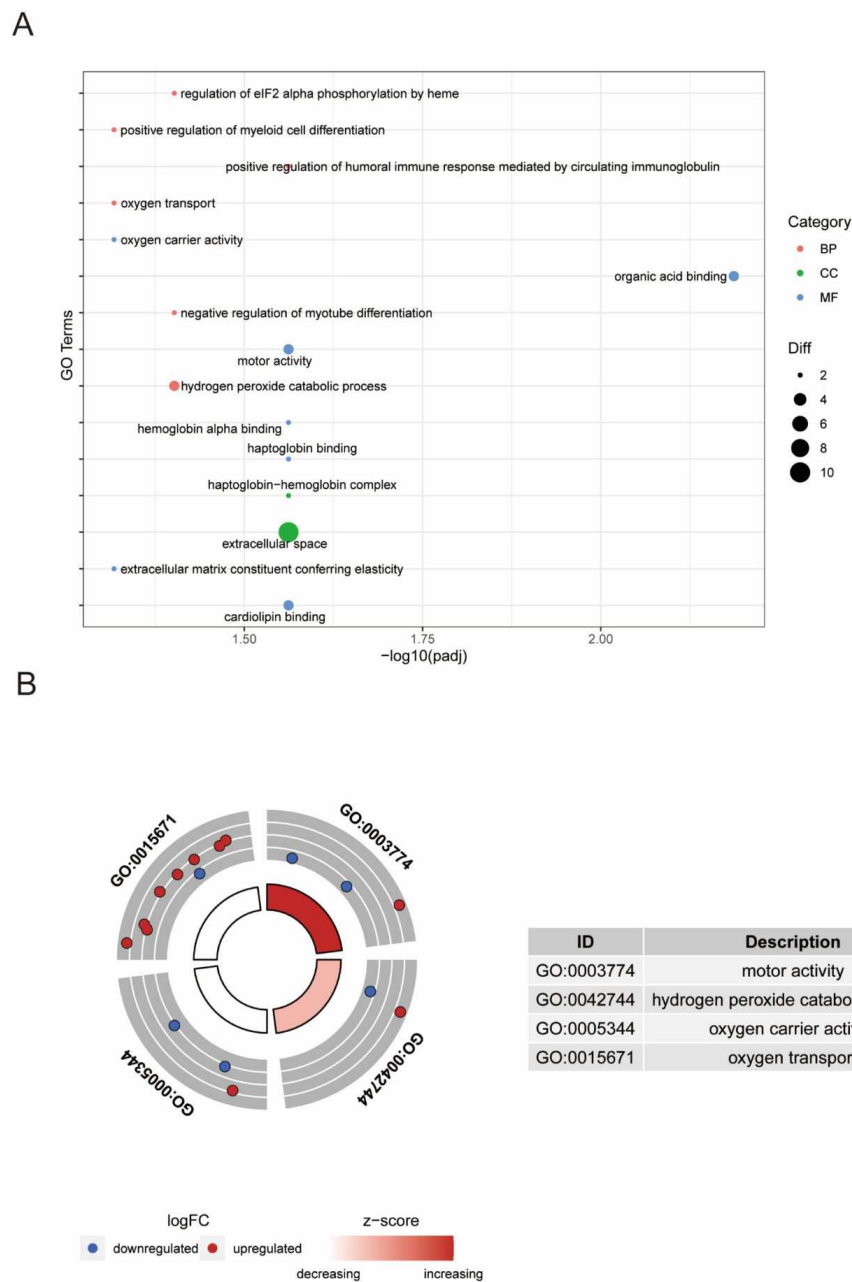 A
regulation of eIF2 alpha phosphorylation by heme
positive regulation of myeloid cell differentiation
positive regulation of humoral immune response mediated by circulating immunoglobulin
oxygen transport
oxygen carrier activity
organic acid binding
negative regulation of myotube differentiation
motor activity
hydrogen peroxide catabolic process
hemoglobin alpha binding
haptoglobin binding
haptoglobin−hemoglobin complex
extracellular space
extracellular matrix constituent conferring elasticity
cardiolipin binding
GO Terms
1.50 1.75 2.00
−log10(padj)
Category
BP
CC
MF
Diff
2
4
6
8
10
B
GO:0015671
GO:0003774
GO:0005344
GO:0042744
ID Description
GO:0003774 motor activity
GO:0042744 hydrogen peroxide catabo
GO:0005344 oxygen carrier acti
GO:0015671 oxygen transpor
logFC
downregulated upregulated
z−score
decreasing increasing